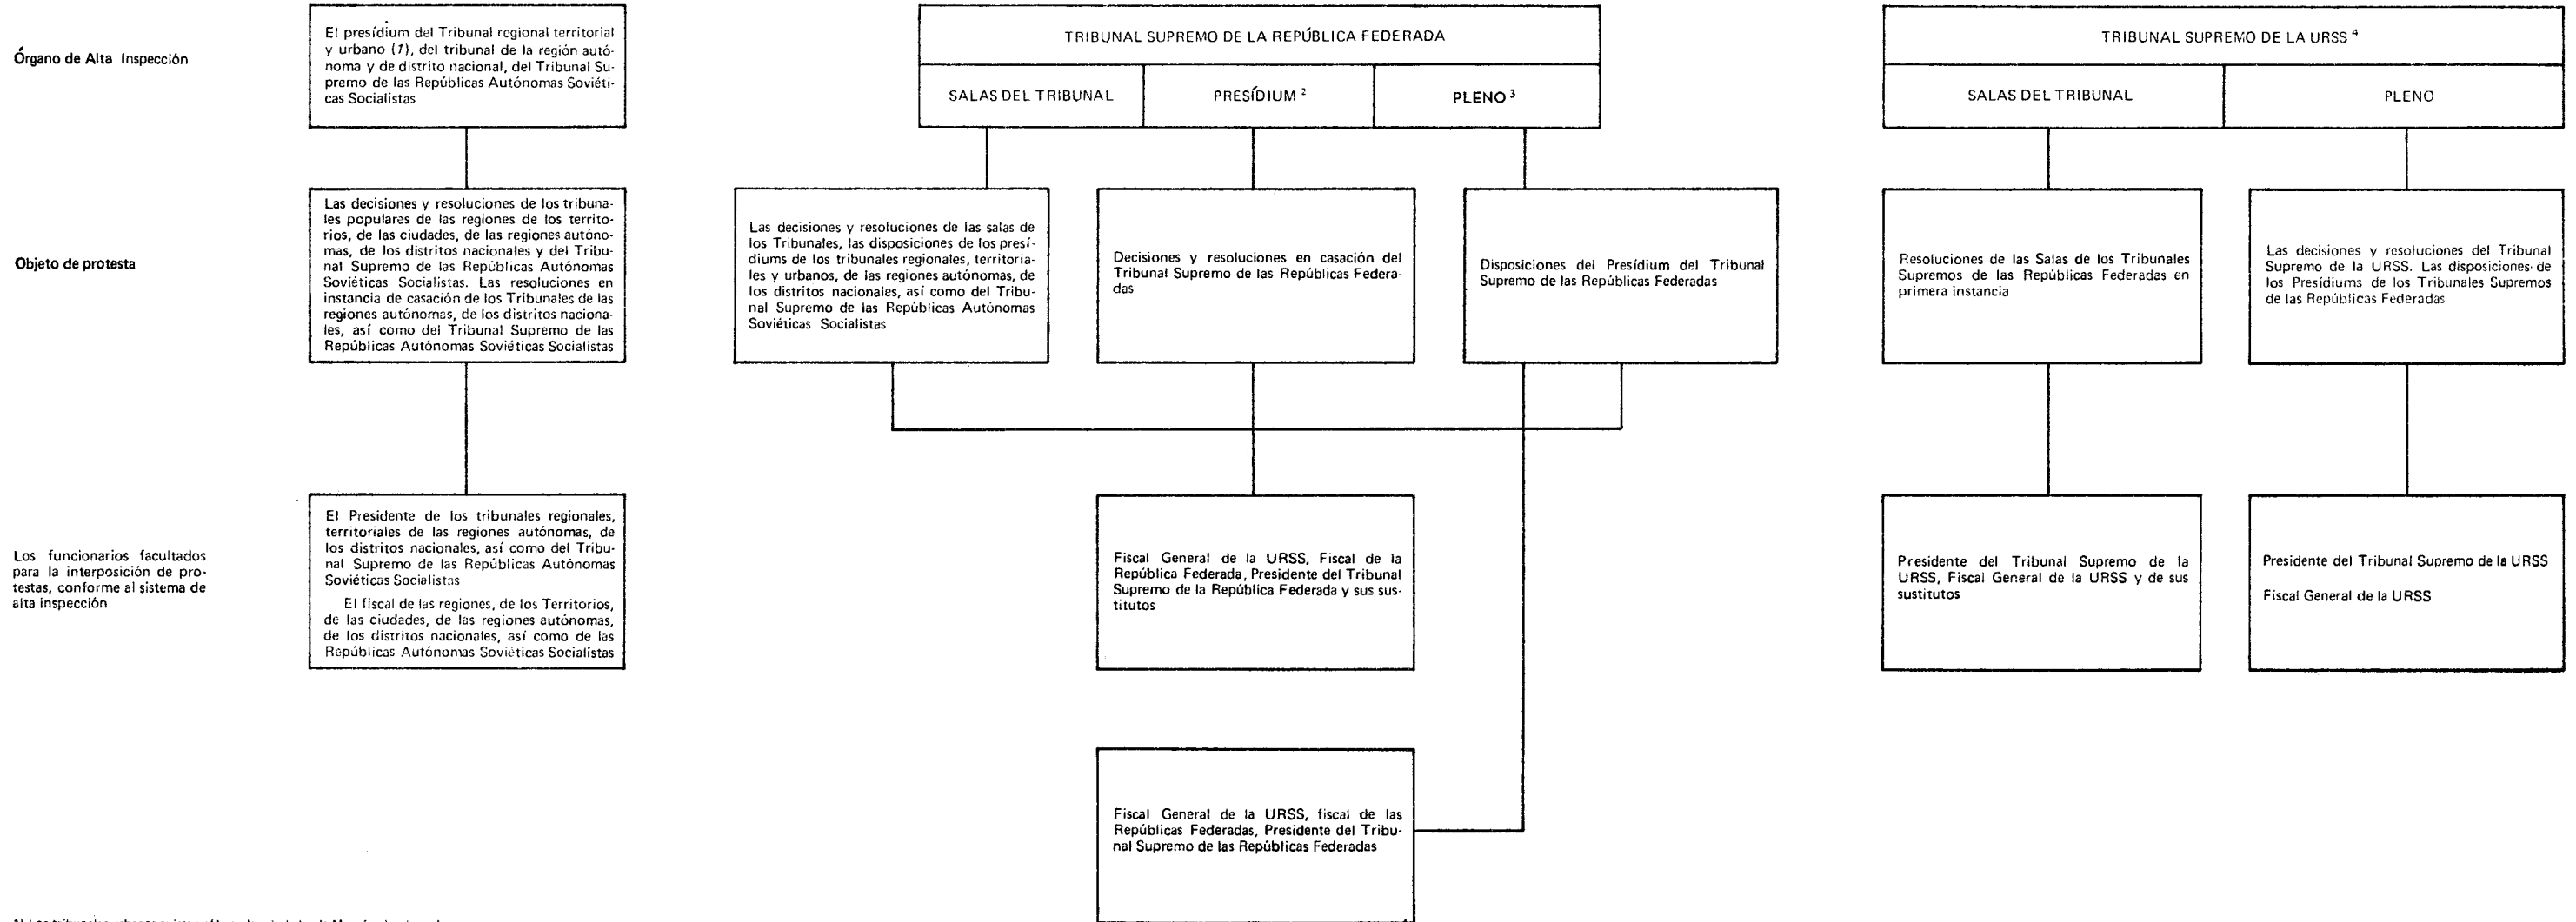 Órgano de Alta Inspección
El presídium del Tribunal regional territorial
y urbano (1), del tribunal de la región autó-
noma y de distrito nacional, del Tribunal Su-
premo de las Repúblicas Autónomas Soviéti-
cas Socialistas
TRIBUNAL SUPREMO DE LA REPÚBLICA FEDERADA
SALAS DEL TRIBUNAL
PRESÍDIUM 2
PLENO 3
TRIBUNAL SUPREMO DE LA URSS 4
SALAS DEL TRIBUNAL
PLENO
Objeto de protesta
Las decisiones y resoluciones de los tribuna-
les populares de las regiones de los territo-
rios, de las ciudades, de las regiones autóno-
mas, de los distritos nacionales y del Tribu-
nal Supremo de las Repúblicas Autónomas
Soviéticas Socialistas. Las resoluciones en
instancia de casación de los Tribunales de las
regiones autónomas, de los distritos naciona-
les, así como del Tribunal Supremo de las
Repúblicas Autónomas Soviéticas Socialistas
Las decisiones y resoluciones de las salas de
los Tribunales, las disposiciones de los presí-
diums de los tribunales regionales, territoria-
les y urbanos, de las regiones autónomas, de
los distritos nacionales, así como del Tribu-
nal Supremo de las Repúblicas Autónomas
Soviéticas Socialistas
Decisiones y resoluciones en casación del
Tribunal Supremo de las Repúblicas Federa-
das
Disposiciones del Presídium del Tribunal
Supremo de las Repúblicas Federadas
Resoluciones de las Salas de los Tribunales
Supremos de las Repúblicas Federadas en
primera instancia
Las decisiones y resoluciones del Tribunal
Supremo de la URSS. Las disposiciones de
los Presídiums de los Tribunales Supremos
de las Repúblicas Federadas
Los funcionarios facultados
para la interposición de pro-
testas, conforme al sistema de
alta inspección
El Presidente de los tribunales regionales,
territoriales de las regiones autónomas, de
los distritos nacionales, así como del Tribu-
nal Supremo de las Repúblicas Autónomas
Soviéticas Socialistas
El fiscal de las regiones, de los Territorios,
de las ciudades, de las regiones autónomas,
de los distritos nacionales, así como de las
Repúblicas Autónomas Soviéticas Socialistas
Fiscal General de la URSS, Fiscal de la
República Federada, Presidente del Tribunal
Supremo de la República Federada y sus sus-
titutos
Presidente del Tribunal Supremo de la
URSS, Fiscal General de la URSS y de sus
sustitutos
Presidente del Tribunal Supremo de la URSS
Fiscal General de la URSS
Fiscal General de la URSS, fiscal de las
Repúblicas Federadas, Presidente del Tribu-
nal Supremo de las Repúblicas Federadas